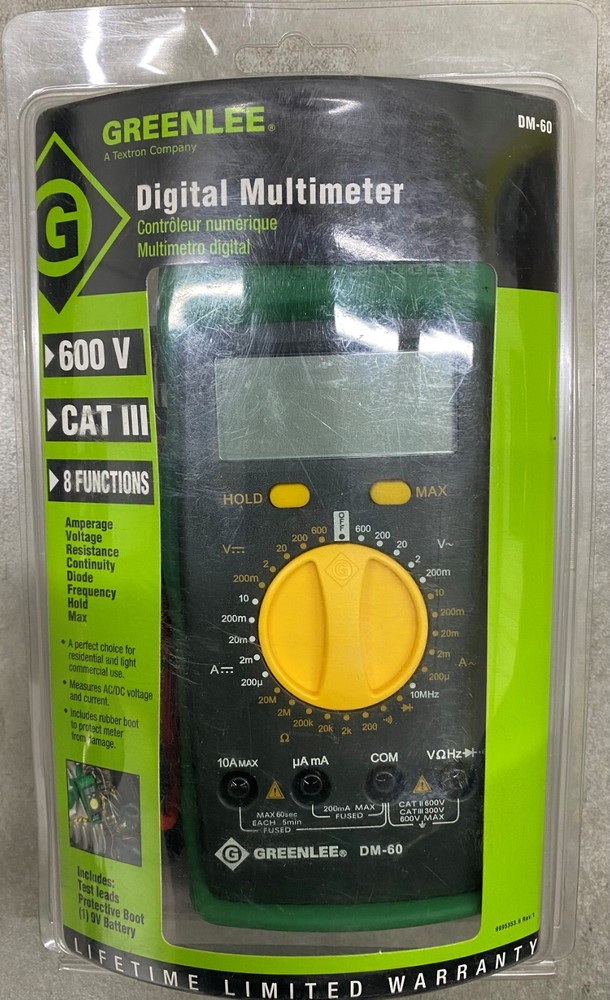 GREENLEE®
DM-60
A Textron Company
G
Digital Multimeter
Contrôleur numérique
Multímetro digital
600 V
CAT III
8 FUNCTIONS
Amperage
Voltage
Resistance
Continuity
Diode
Frequency
Hold
Max
• A perfect choice for
residential and light
commercial use.
• Measures AC/DC voltage
and current.
• Includes rubber boot
to protect meter
from damage.
Includes:
Test leads
Protective Boot
(1) 9V Battery
HOLD
MAX
OFF
600
200
20
2
200m
V⎓
600
200
20
2
200m
V~
10
200m
20m
2m
200µ
A⎓
10
200m
20m
2m
200µ
A~
10MHz
20M
2M
200k
20k
2k
200
Ω
10A MAX
µA mA
COM
VΩHz
MAX 60sec
EACH 5min
FUSED
200mA MAX
FUSED
CAT II 600V
CAT III 300V
600V MAX
G GREENLEE® DM-60
LIFETIME LIMITED WARRANTY